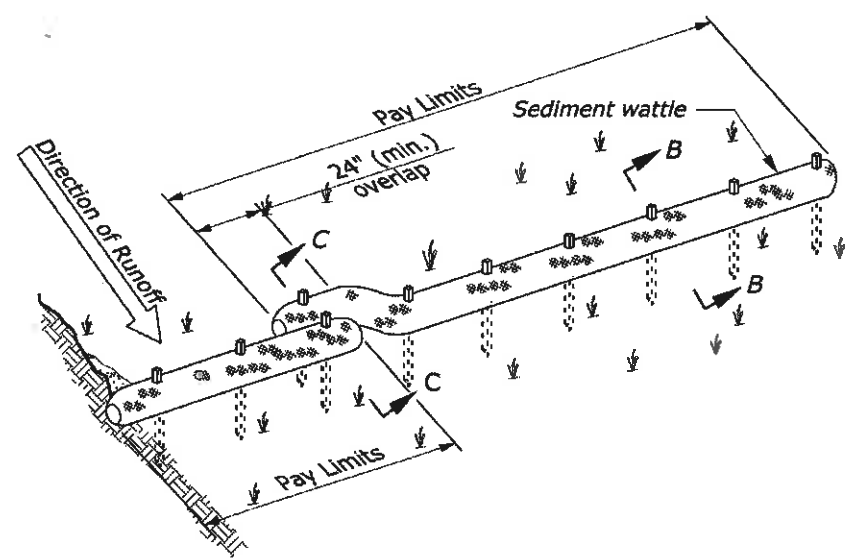 Pay Limits
Sediment wattle
24" (min.)
overlap
B
Direction of Runoff
C
B
C
Pay Limits